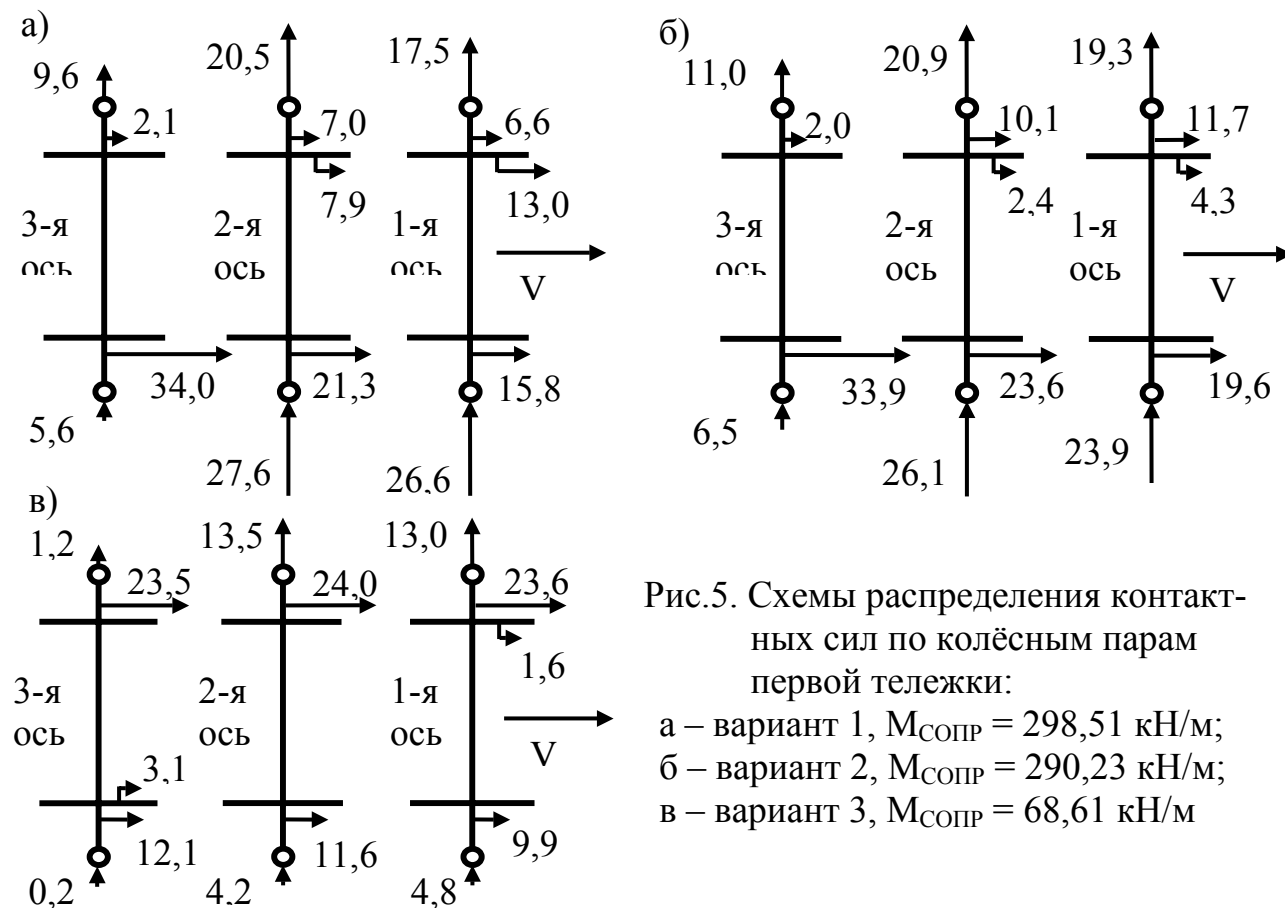 а)
9,6
20,5
17,5
2,1
7,0
6,6
7,9
13,0
3-я
ось
2-я
ось
1-я
ось
V
34,0
21,3
15,8
5,6
27,6
26,6
б)
11,0
20,9
19,3
2,0
10,1
11,7
2,4
4,3
3-я
ось
2-я
ось
1-я
ось
V
33,9
23,6
19,6
6,5
26,1
23,9
в)
1,2
13,5
13,0
23,5
24,0
23,6
1,6
3-я
ось
2-я
ось
1-я
ось
V
3,1
12,1
11,6
9,9
0,2
4,2
4,8
Рис.5. Схемы распределения контакт-
ных сил по колёсным парам
первой тележки:
а – вариант 1, МСОПР = 298,51 кН/м;
б – вариант 2, МСОПР = 290,23 кН/м;
в – вариант 3, МСОПР = 68,61 кН/м